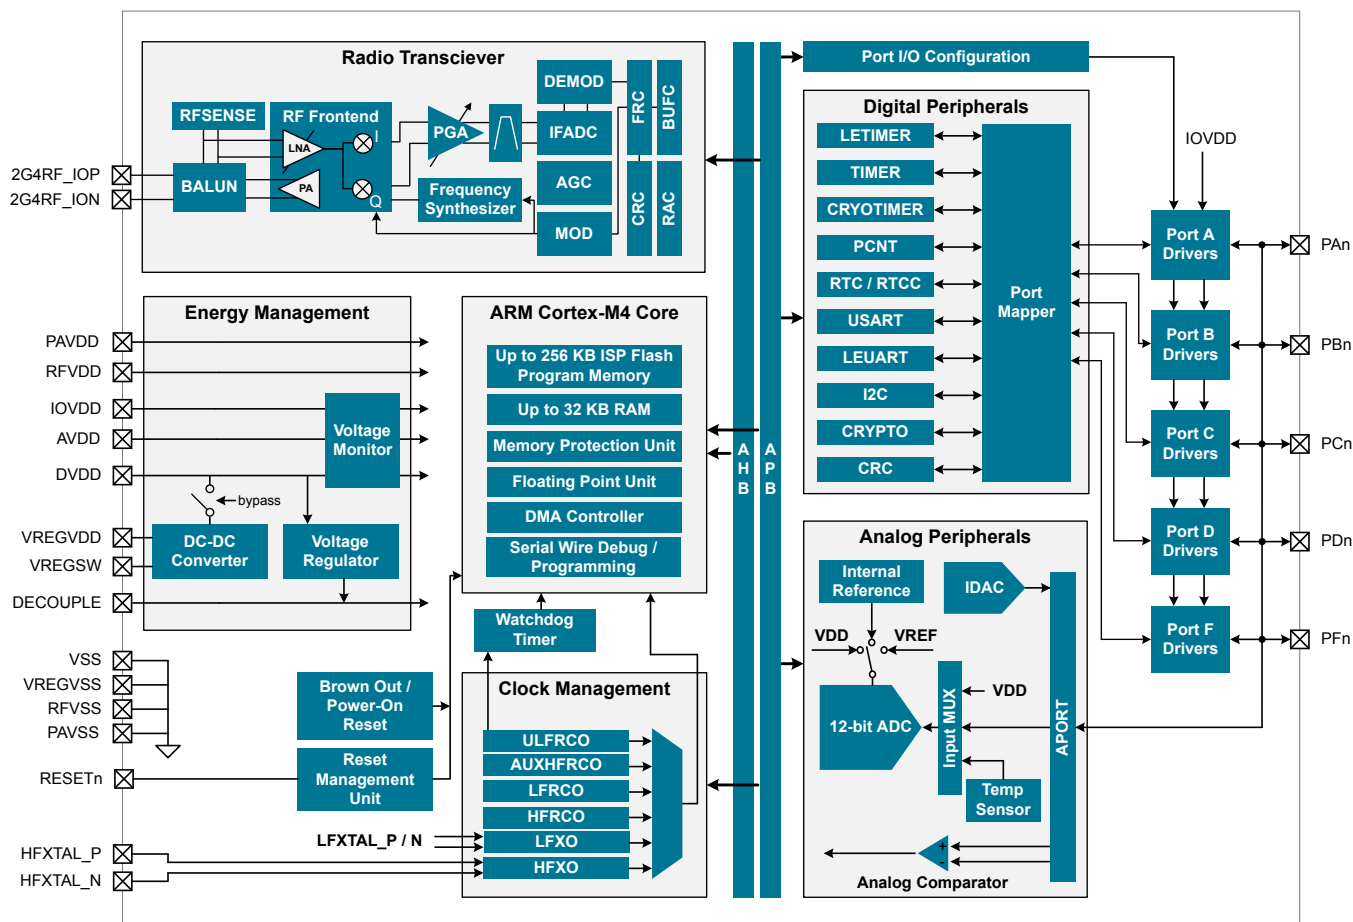 Radio Transciever
RFSENSE
RF Frontend
LNA
I
PA
Q
BALUN
2G4RF_IOP
2G4RF_ION
PGA
DEMOD
IFADC
AGC
MOD
Frequency
Synthesizer
FRC
BUFC
CRC
RAC
Energy Management
PAVDD
RFVDD
IOVDD
AVDD
DVDD
Voltage
Monitor
bypass
VREGVDD
VREGSW
DC-DC
Converter
Voltage
Regulator
DECOUPLE
VSS
VREGVSS
RFVSS
PAVSS
RESETn
HFXTAL_P
HFXTAL_N
Brown Out /
Power-On
Reset
Reset
Management
Unit
ARM Cortex-M4 Core
Up to 256 KB ISP Flash
Program Memory
Up to 32 KB RAM
Memory Protection Unit
Floating Point Unit
DMA Controller
Serial Wire Debug /
Programming
Watchdog
Timer
Clock Management
ULFRCO
AUXHFRCO
LFRCO
HFRCO
LFXO
HFXO
LFXTAL_P / N
AHB
APB
Port I/O Configuration
Digital Peripherals
LETIMER
TIMER
CRYOTIMER
PCNT
RTC / RTCC
USART
LEUART
I2C
CRYPTO
CRC
Port
Mapper
IOVDD
Port A
Drivers
Port B
Drivers
Port C
Drivers
Port D
Drivers
Port F
Drivers
PAn
PBn
PCn
PDn
PFn
Analog Peripherals
Internal
Reference
IDAC
VDD
VREF
12-bit ADC
Input MUX
VDD
APORT
Temp
Sensor
+
-
Analog Comparator